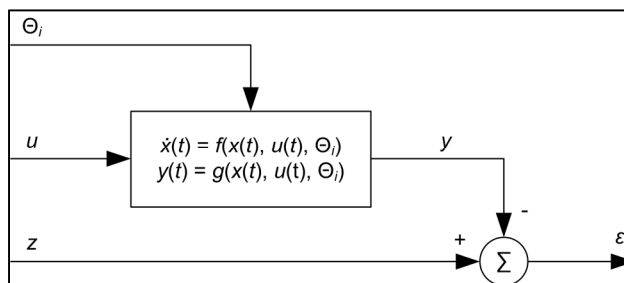 Θi
u
ẋ(t) = f(x(t), u(t), Θi)
y(t) = g(x(t), u(t), Θi)
y
-
z
+
Σ
ε